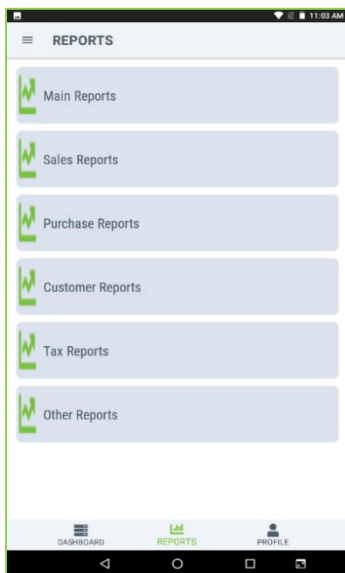 11:03 AM
REPORTS
Main Reports
Sales Reports
Purchase Reports
Customer Reports
Tax Reports
Other Reports
DASHBOARD REPORTS PROFILE